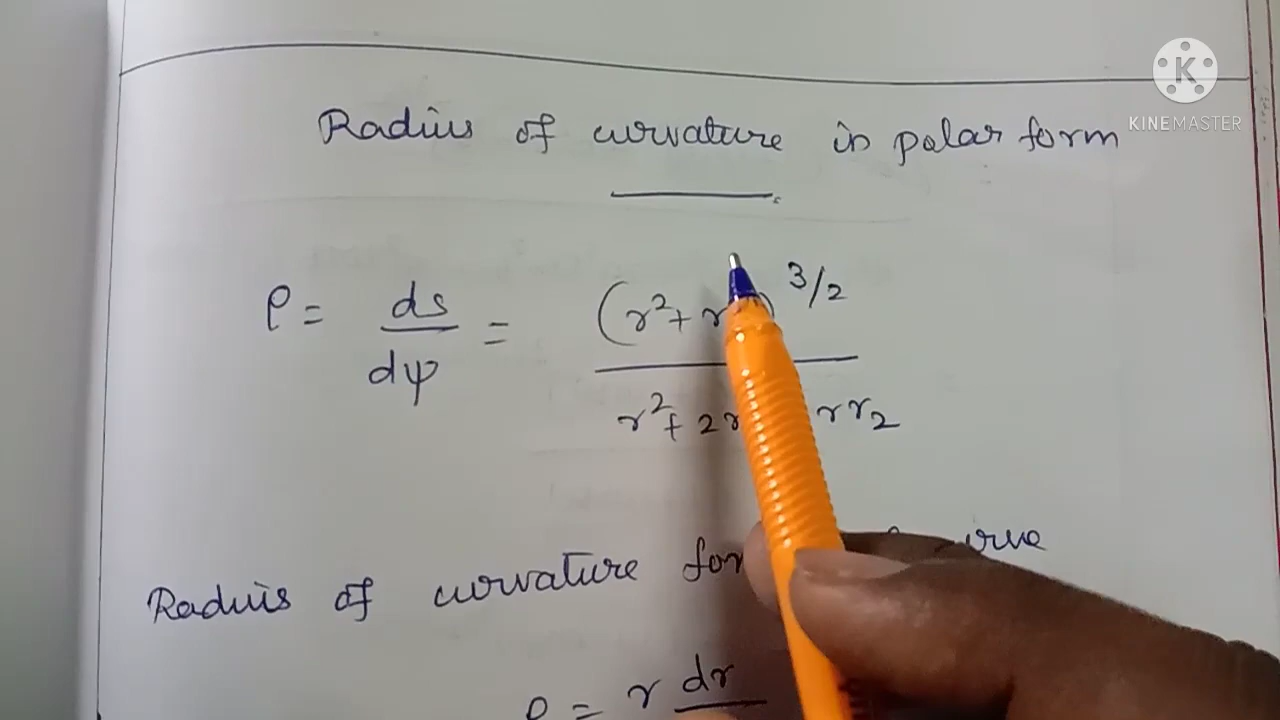 K
KINEMASTER
Radius of curvature in polar form
ρ = ds/dψ = (r² + r )^3/2 / r² + 2r rr₂
Radius of curvature for
ρ = r dr